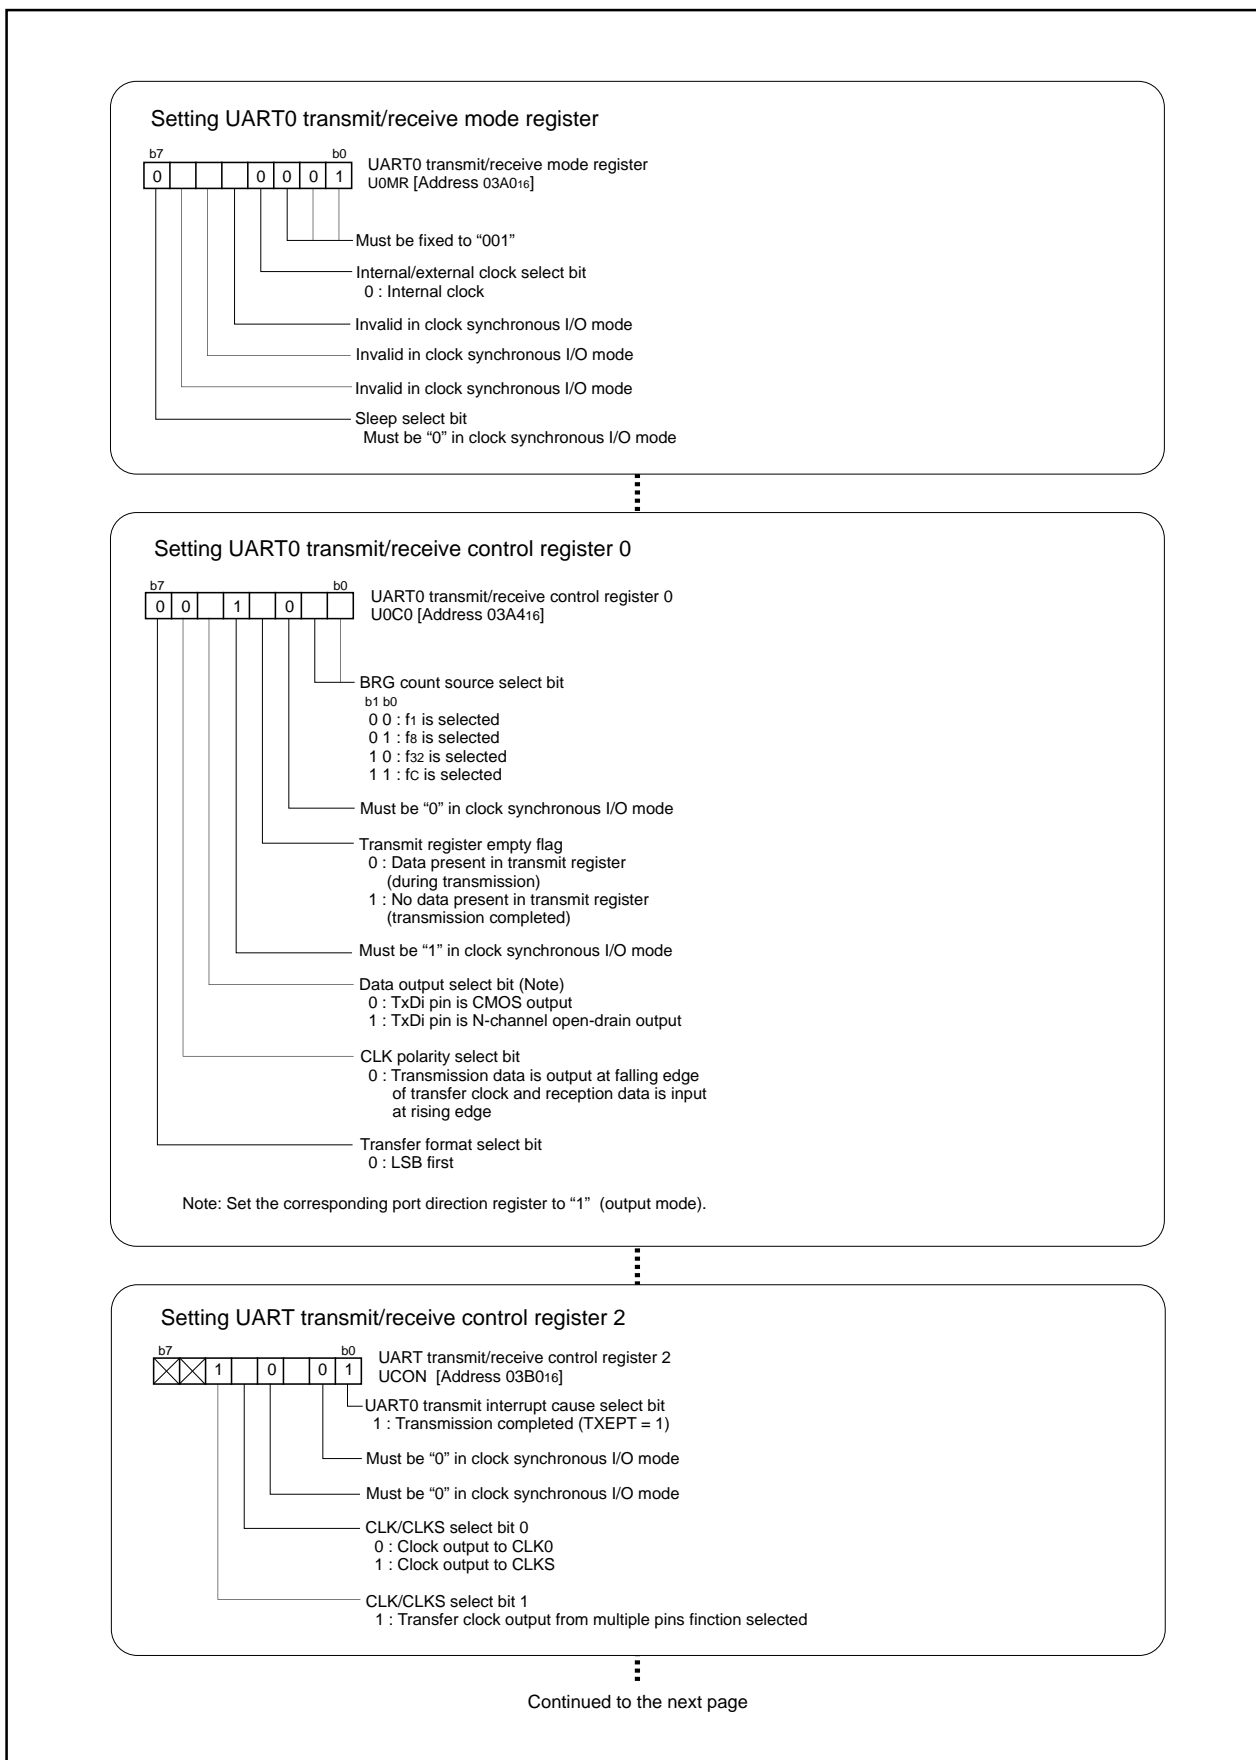 Setting UART0 transmit/receive mode register
b7 b0
0 0 0 0 1
UART0 transmit/receive mode register
U0MR [Address 03A016]
Must be fixed to “001”
Internal/external clock select bit
0 : Internal clock
Invalid in clock synchronous I/O mode
Invalid in clock synchronous I/O mode
Invalid in clock synchronous I/O mode
Sleep select bit
Must be “0” in clock synchronous I/O mode
Setting UART0 transmit/receive control register 0
b7 b0
0 0 1 0
UART0 transmit/receive control register 0
U0C0 [Address 03A416]
BRG count source select bit
b1 b0
0 0 : f1 is selected
0 1 : f8 is selected
1 0 : f32 is selected
1 1 : fC is selected
Must be “0” in clock synchronous I/O mode
Transmit register empty flag
0 : Data present in transmit register
(during transmission)
1 : No data present in transmit register
(transmission completed)
Must be “1” in clock synchronous I/O mode
Data output select bit (Note)
0 : TxDi pin is CMOS output
1 : TxDi pin is N-channel open-drain output
CLK polarity select bit
0 : Transmission data is output at falling edge
of transfer clock and reception data is input
at rising edge
Transfer format select bit
0 : LSB first
Note: Set the corresponding port direction register to “1” (output mode).
Setting UART transmit/receive control register 2
b7 b0
1 0 0 1
UART transmit/receive control register 2
UCON [Address 03B016]
UART0 transmit interrupt cause select bit
1 : Transmission completed (TXEPT = 1)
Must be “0” in clock synchronous I/O mode
Must be “0” in clock synchronous I/O mode
CLK/CLKS select bit 0
0 : Clock output to CLK0
1 : Clock output to CLKS
CLK/CLKS select bit 1
1 : Transfer clock output from multiple pins finction selected
Continued to the next page